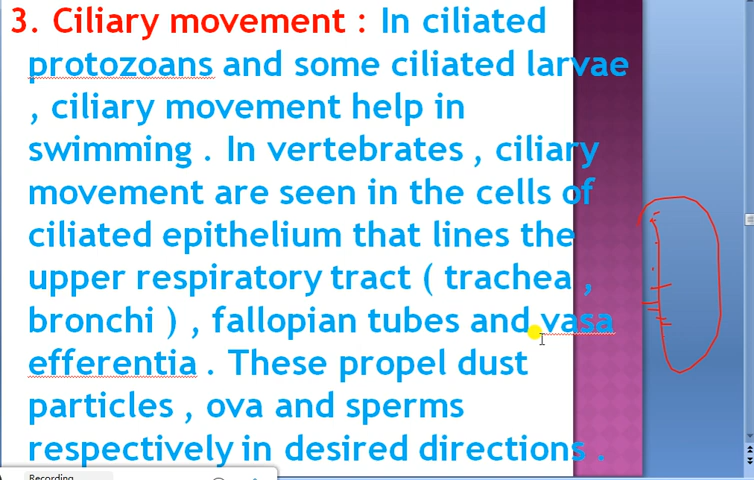 3. Ciliary movement : In ciliated
protozoans and some ciliated larvae
, ciliary movement help in
swimming . In vertebrates , ciliary
movement are seen in the cells of
ciliated epithelium that lines the
upper respiratory tract ( trachea ,
bronchi ) , fallopian tubes and vasa
efferentia . These propel dust
particles , ova and sperms
respectively in desired directions .
Recording